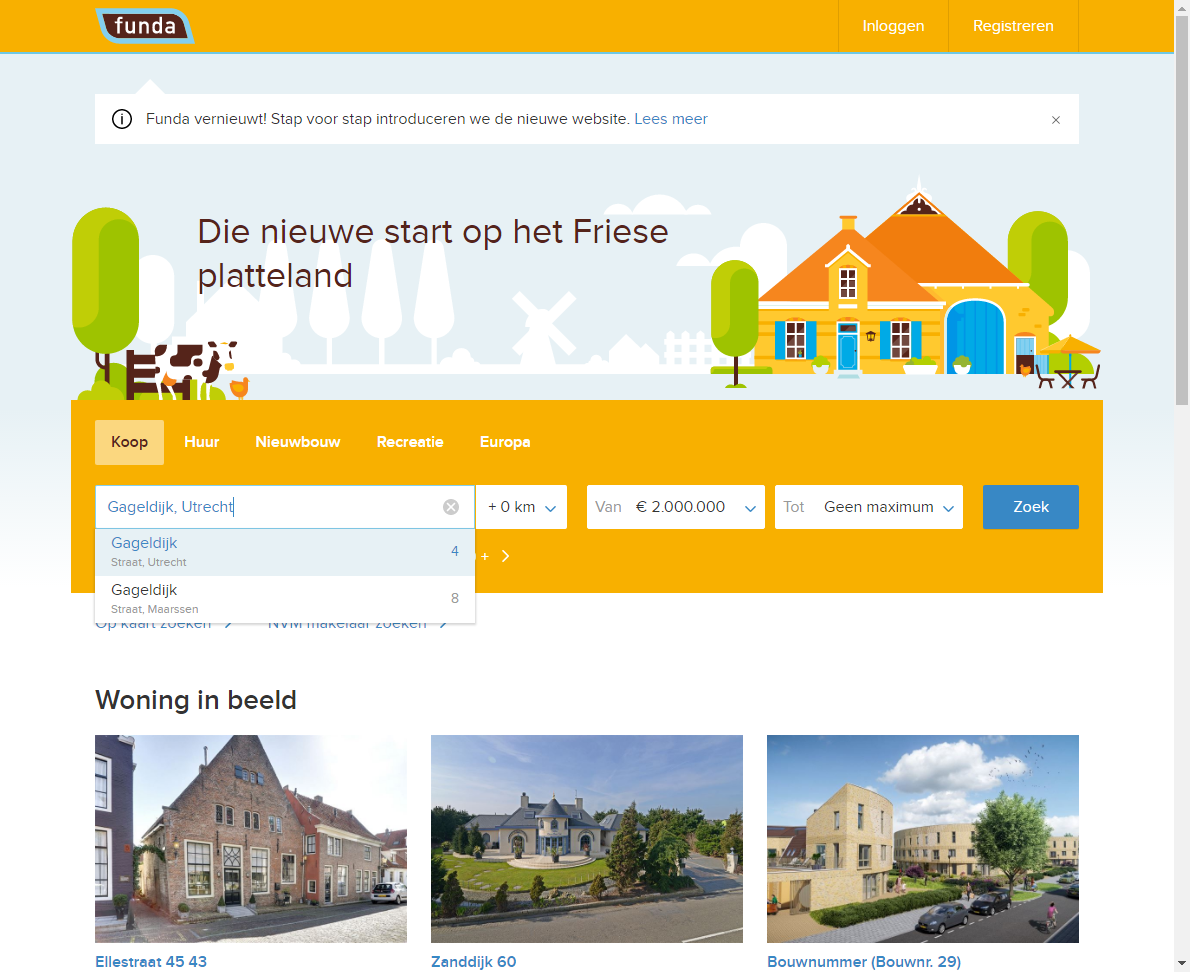 funda
Inloggen
Registreren
Funda vernieuwt! Stap voor stap introduceren we de nieuwe website. Lees meer
Die nieuwe start op het Friese
platteland
Koop
Huur
Nieuwbouw
Recreatie
Europa
Gageldijk, Utrecht
+ 0 km
Van € 2.000.000
Tot Geen maximum
Zoek
Gageldijk
4
Straat, Utrecht
+
Gageldijk
8
Straat, Maarssen
Op kaart zoeken
NVM makelaar zoeken
Woning in beeld
Ellestraat 45 43
Zanddijk 60
Bouwnummer (Bouwnr. 29)